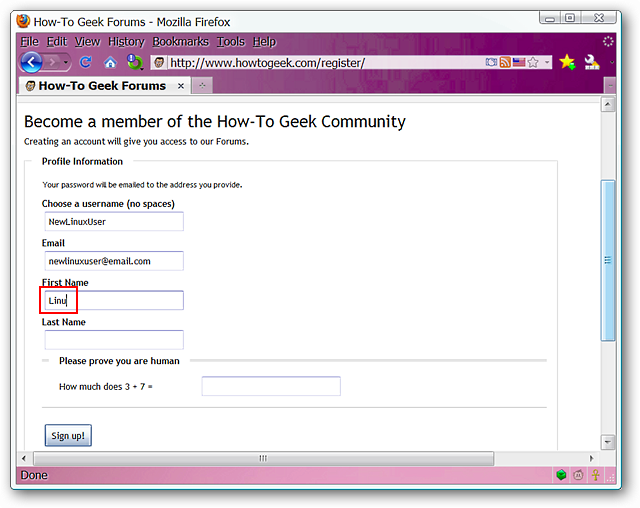 How-To Geek Forums - Mozilla Firefox
File Edit View History Bookmarks Tools Help
http://www.howtogeek.com/register/
How-To Geek Forums
Become a member of the How-To Geek Community
Creating an account will give you access to our Forums.
Profile Information
Your password will be emailed to the address you provide.
Choose a username (no spaces)
NewLinuxUser
Email
newlinuxuser@email.com
First Name
Linu
Last Name
Please prove you are human
How much does 3 + 7 =
Sign up!
Done